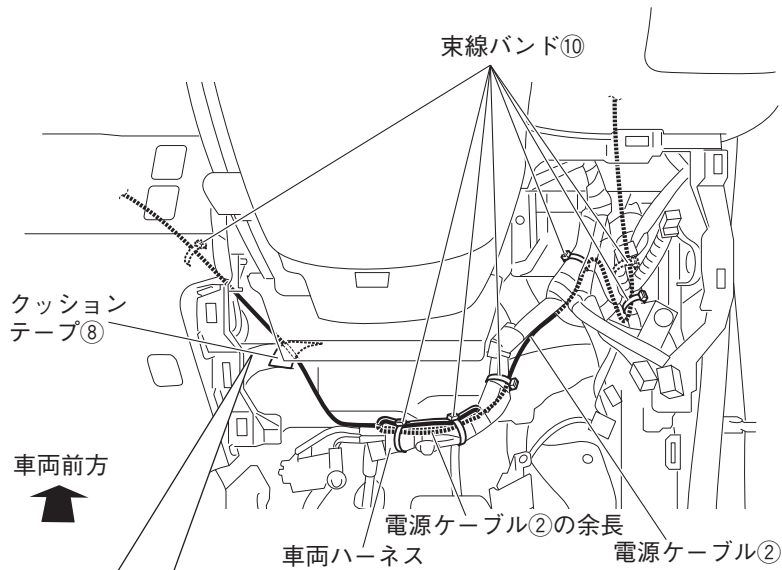 束線バンド⑩
クッション
テープ⑧
車両前方
電源ケーブル②の余長
車両ハーネス
電源ケーブル②